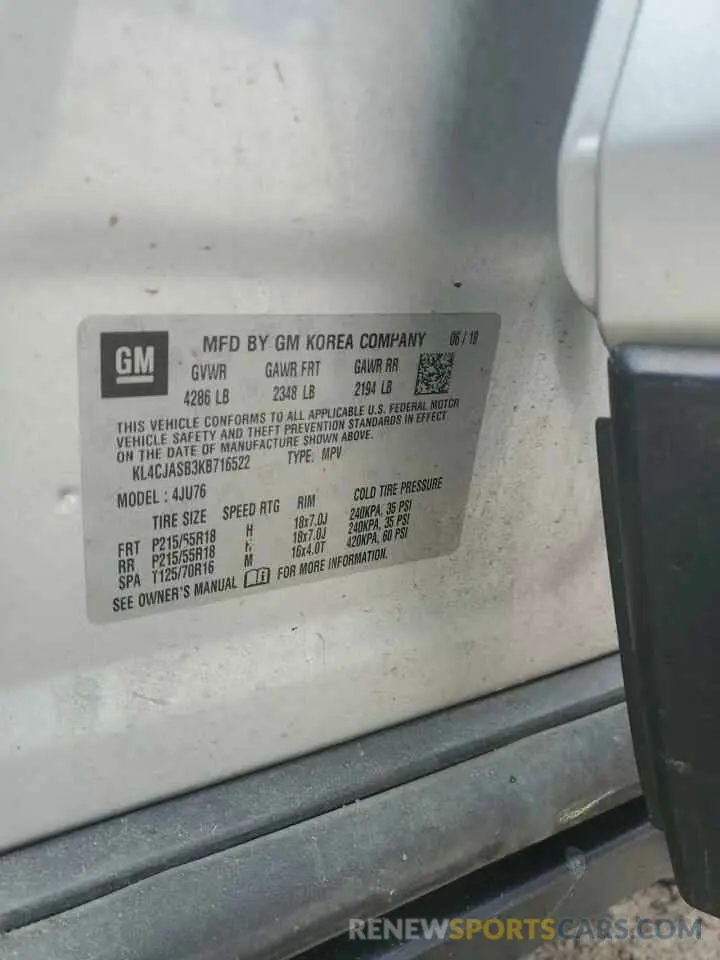 GM
MFD BY GM KOREA COMPANY 06/18
GVWR GAWR FRT GAWR RR
4286 LB 2348 LB 2194 LB
THIS VEHICLE CONFORMS TO ALL APPLICABLE U.S. FEDERAL MOTOR
VEHICLE SAFETY AND THEFT PREVENTION STANDARDS IN EFFECT
ON THE DATE OF MANUFACTURE SHOWN ABOVE.
KL4CJASB3KB716522 TYPE: MPV
MODEL: 4JU76
TIRE SIZE SPEED RTG RIM COLD TIRE PRESSURE
FRT P215/55R18 H 18x7.0J 240KPA, 35 PSI
RR P215/55R18 H 18x7.0J 240KPA, 35 PSI
SPA T125/70R16 M 16x4.0T 420KPA, 60 PSI
SEE OWNER'S MANUAL FOR MORE INFORMATION.
RENEWSPORTSCARS.COM